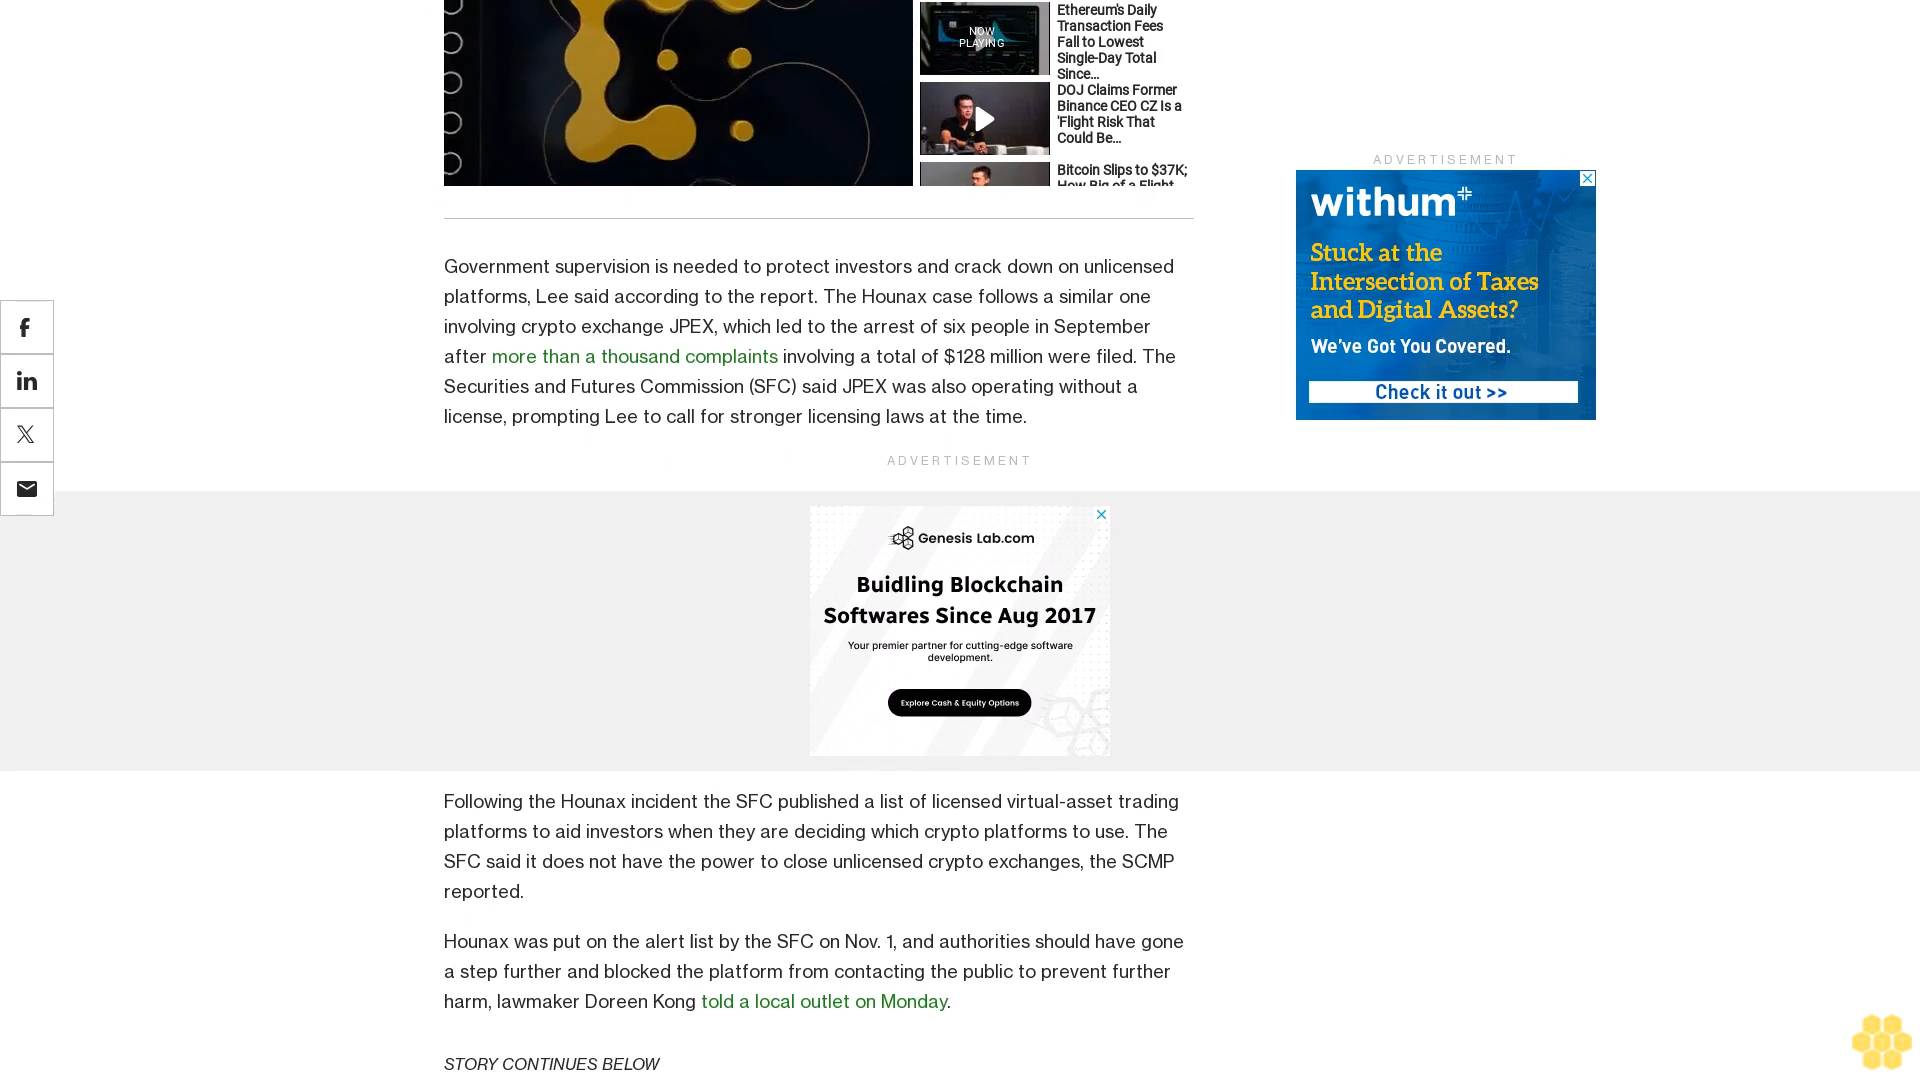 NOW
PLAYING
Ethereum's Daily
Transaction Fees
Fall to Lowest
Single-Day Total
Since...
DOJ Claims Former
Binance CEO CZ Is a
'Flight Risk That
Could Be...
Bitcoin Slips to $37K;
How Big of a Flight
ADVERTISEMENT
withum
Stuck at the
Intersection of Taxes
and Digital Assets?
We've Got You Covered.
Check it out >>
Government supervision is needed to protect investors and crack down on unlicensed
platforms, Lee said according to the report. The Hounax case follows a similar one
involving crypto exchange JPEX, which led to the arrest of six people in September
after more than a thousand complaints involving a total of $128 million were filed. The
Securities and Futures Commission (SFC) said JPEX was also operating without a
license, prompting Lee to call for stronger licensing laws at the time.
ADVERTISEMENT
Genesis Lab.com
Buidling Blockchain
Softwares Since Aug 2017
Your premier partner for cutting-edge software
development.
Explore Cash & Equity Options
Following the Hounax incident the SFC published a list of licensed virtual-asset trading
platforms to aid investors when they are deciding which crypto platforms to use. The
SFC said it does not have the power to close unlicensed crypto exchanges, the SCMP
reported.
Hounax was put on the alert list by the SFC on Nov. 1, and authorities should have gone
a step further and blocked the platform from contacting the public to prevent further
harm, lawmaker Doreen Kong told a local outlet on Monday.
STORY CONTINUES BELOW